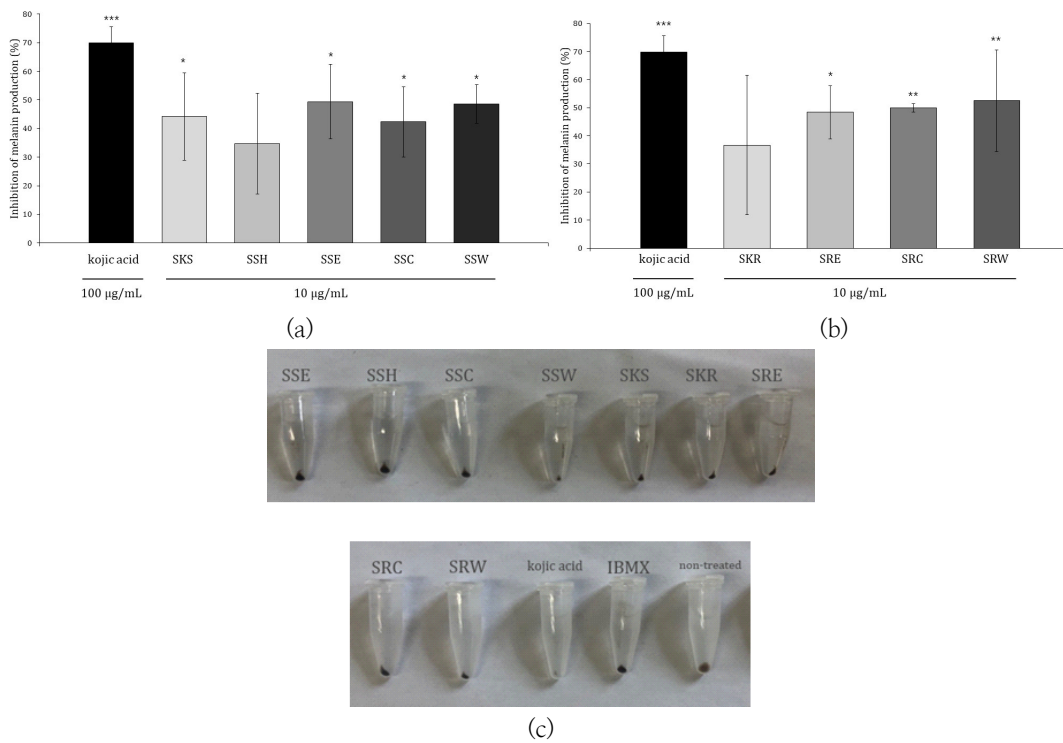 Inhibition of melanin production (%)
80
70
60
50
40
30
20
10
0
***
*
*
*
*
kojic acid SKS SSH SSE SSC SSW
100 μg/mL 10 μg/mL
(a)
Inhibition of melanin production (%)
80
70
60
50
40
30
20
10
0
***
*
**
**
kojic acid SKR SRE SRC SRW
100 μg/mL 10 μg/mL
(b)
SSE SSH SSC SSW SKS SKR SRE
SRC SRW kojic acid IBMX non-treated
(c)